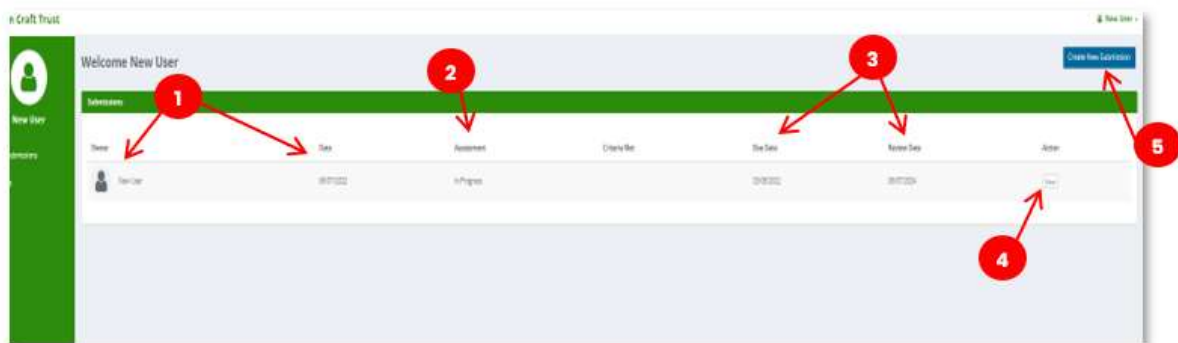 n Craft Trust
New User
Welcome New User
Create New Submission
Submissions
New User
Owner Date Assessment Criteria Met Due Date Review Date Action
New User In Progress View
1
2
3
4
5